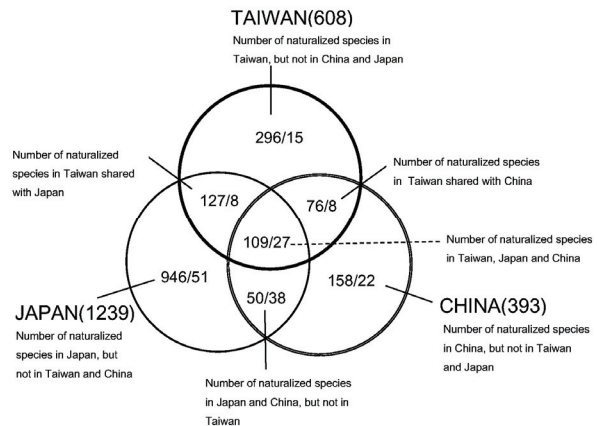 TAIWAN(608)
Number of naturalized species in
Taiwan, but not in China and Japan
296/15
Number of naturalized
species in Taiwan shared
with Japan
Number of naturalized species
in Taiwan shared with China
127/8
76/8
109/27
Number of naturalized species
in Taiwan, Japan and China
946/51
50/38
158/22
JAPAN(1239)
Number of naturalized
species in Japan, but
not in Taiwan and China
CHINA(393)
Number of naturalized species
in China, but not in Taiwan
and Japan
Number of naturalized species
in Japan and China, but not in
Taiwan